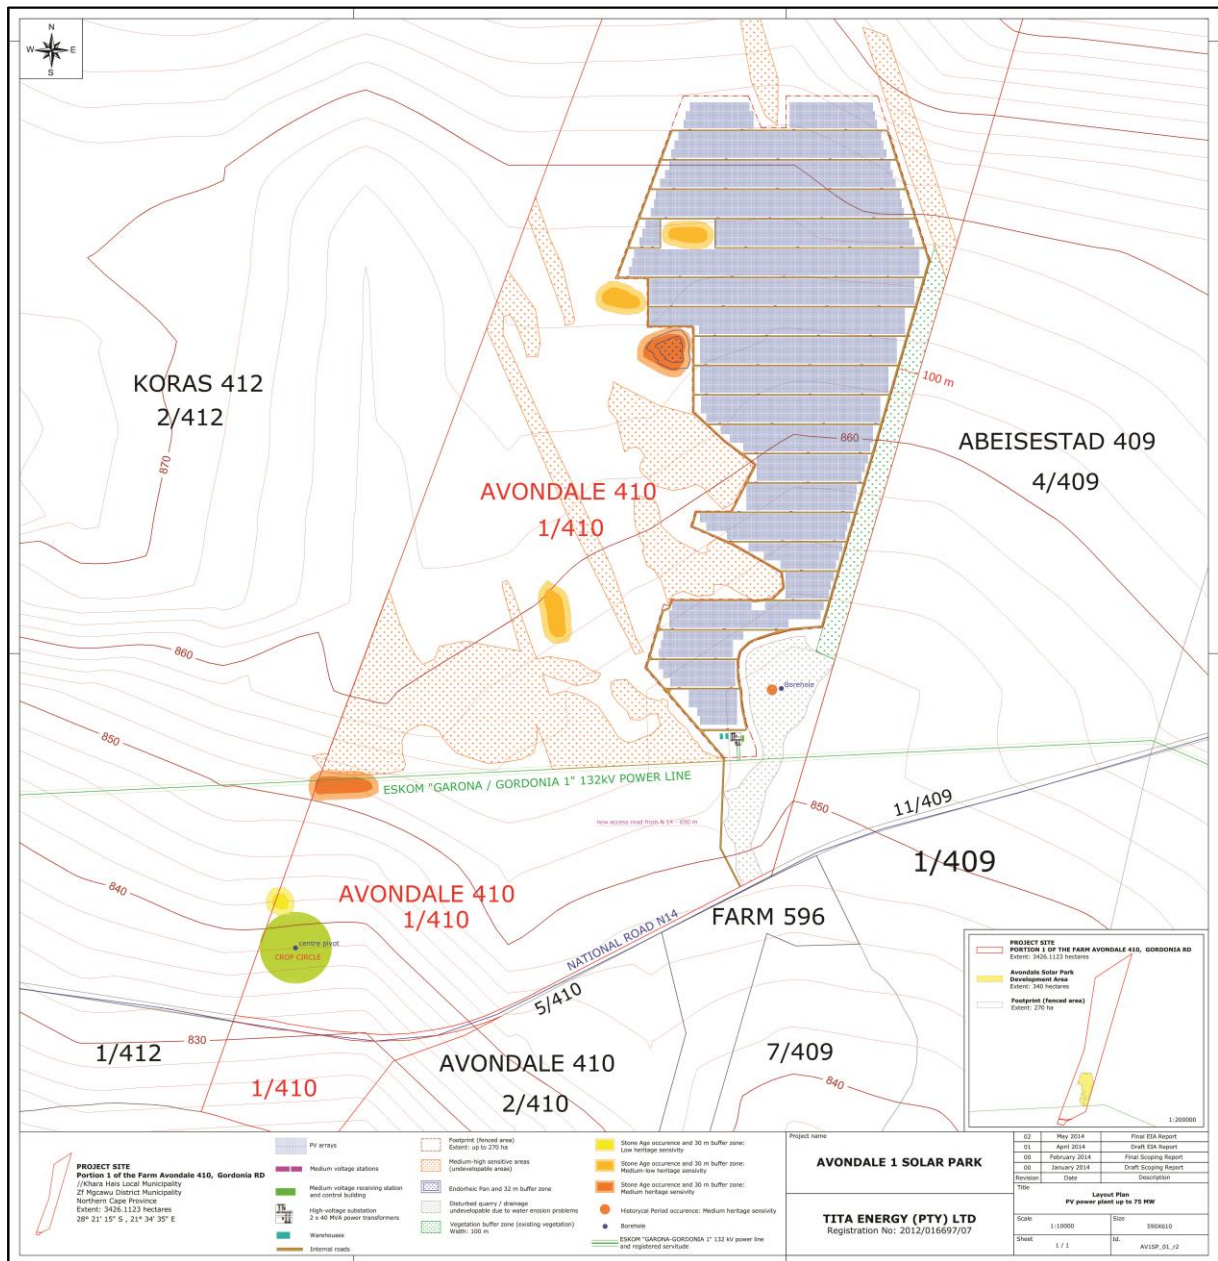 N
W E
S
KORAS 412
2/412
870
100 m
860
ABEISESTAD 409
4/409
AVONDALE 410
1/410
860
Borehole
850
ESKOM "GARONA / GORDONIA 1" 132kV POWER LINE
850
11/409
new access road from N 14 - 650 m
1/409
840
AVONDALE 410
1/410
FARM 596
centre pivot
CROP CIRCLE
NATIONAL ROAD N14
5/410
830
1/412
AVONDALE 410
2/410
7/409
840
1/410
PROJECT SITE
PORTION 1 OF THE FARM AVONDALE 410, GORDONIA RD
Extent: 3426.1123 hectares
Avondale Solar Park
Development Area
Extent: 340 hectares
Footprint (fenced area)
Extent: 270 ha
1:200000
PROJECT SITE
Portion 1 of the Farm Avondale 410, Gordonia RD
//Khara Hais Local Municipality
Zf Mgcawu District Municipality
Northern Cape Province
Extent: 3426.1123 hectares
28° 21' 15" S , 21° 34' 35" E
PV arrays
Medium voltage stations
Medium voltage receiving station
and control building
High-voltage substation
2 x 40 MVA power transformers
Warehouses
Internal roads
Footprint (fenced area)
Extent: up to 270 ha
Medium-high sensitive areas
(undevelopable areas)
Endorheic Pan and 32 m buffer zone
Disturbed quarry / drainage
undevelopable due to water erosion problems
Vegetation buffer zone (existing vegetation)
Width: 100 m
Stone Age occurence and 30 m buffer zone:
Low heritage sensivity
Stone Age occurence and 30 m buffer zone:
Medium-low heritage sensivity
Stone Age occurence and 30 m buffer zone:
Medium heritage sensivity
Historycal Period occurence: Medium heritage sensivity
Borehole
ESKOM "GARONA-GORDONIA 1" 132 kV power line
and registered servitude
Project name
AVONDALE 1 SOLAR PARK
TITA ENERGY (PTY) LTD
Registration No: 2012/016697/07
02 May 2014 Final EIA Report
01 April 2014 Draft EIA Report
00 February 2014 Final Scoping Report
00 January 2014 Draft Scoping Report
Revision Date Description
Title
Layout Plan
PV power plant up to 75 MW
Scale
1:10000
Size
590X610
Sheet
1 / 1
Id.
AV1SP_01_r2